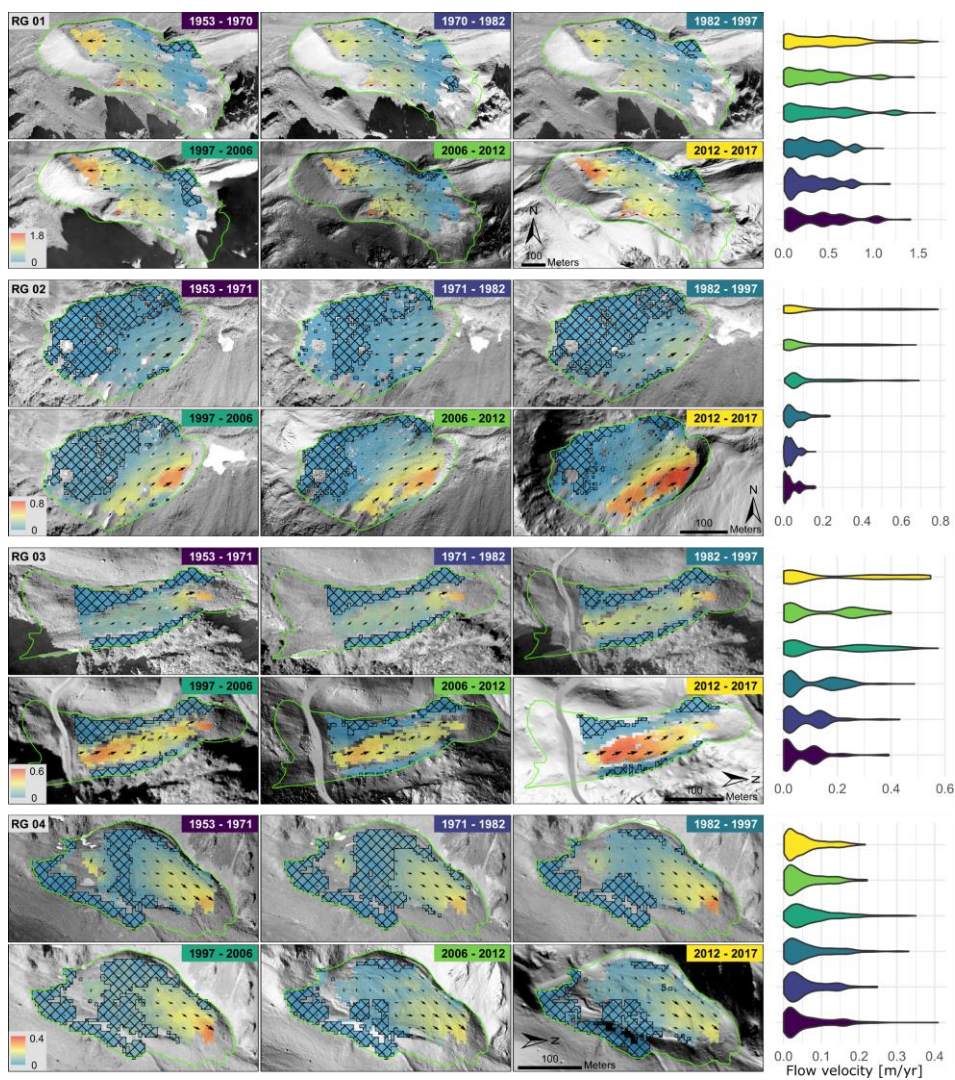 RG 01
1953 - 1970
1970 - 1982
1982 - 1997
1997 - 2006
2006 - 2012
2012 - 2017
1.8
0
N
100
Meters
0.0 0.5 1.0 1.5
RG 02
1953 - 1971
1971 - 1982
1982 - 1997
1997 - 2006
2006 - 2012
2012 - 2017
0.8
0
N
100
Meters
0.0 0.2 0.4 0.6 0.8
RG 03
1953 - 1971
1971 - 1982
1982 - 1997
1997 - 2006
2006 - 2012
2012 - 2017
0.6
0
N
100
Meters
0.0 0.2 0.4 0.6
RG 04
1953 - 1971
1971 - 1982
1982 - 1997
1997 - 2006
2006 - 2012
2012 - 2017
0.4
0
N
100
Meters
0.0 0.1 0.2 0.3 0.4
Flow velocity [m/yr]